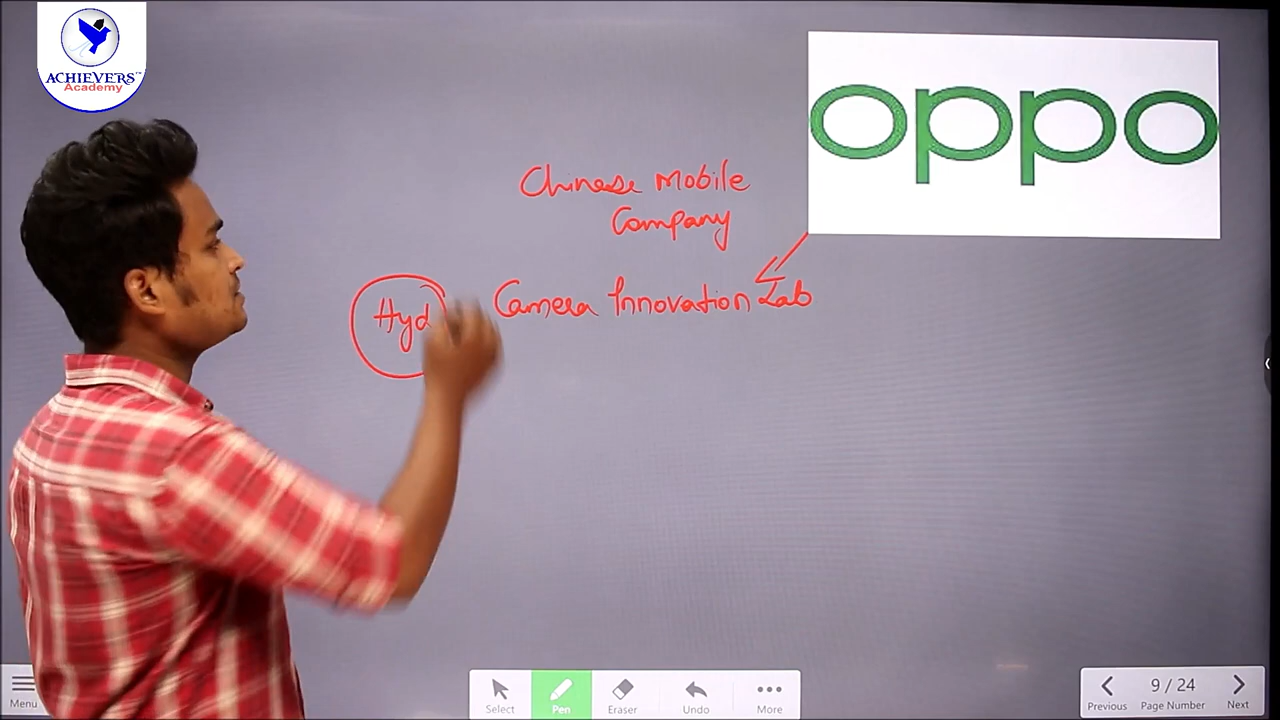 ACHIEVERS™
Academy
oppo
Chinese Mobile
Company
Camera Innovation Lab
Hyd
Menu
Select
Pen
Eraser
Undo
More
Previous
9 / 24
Page Number
Next